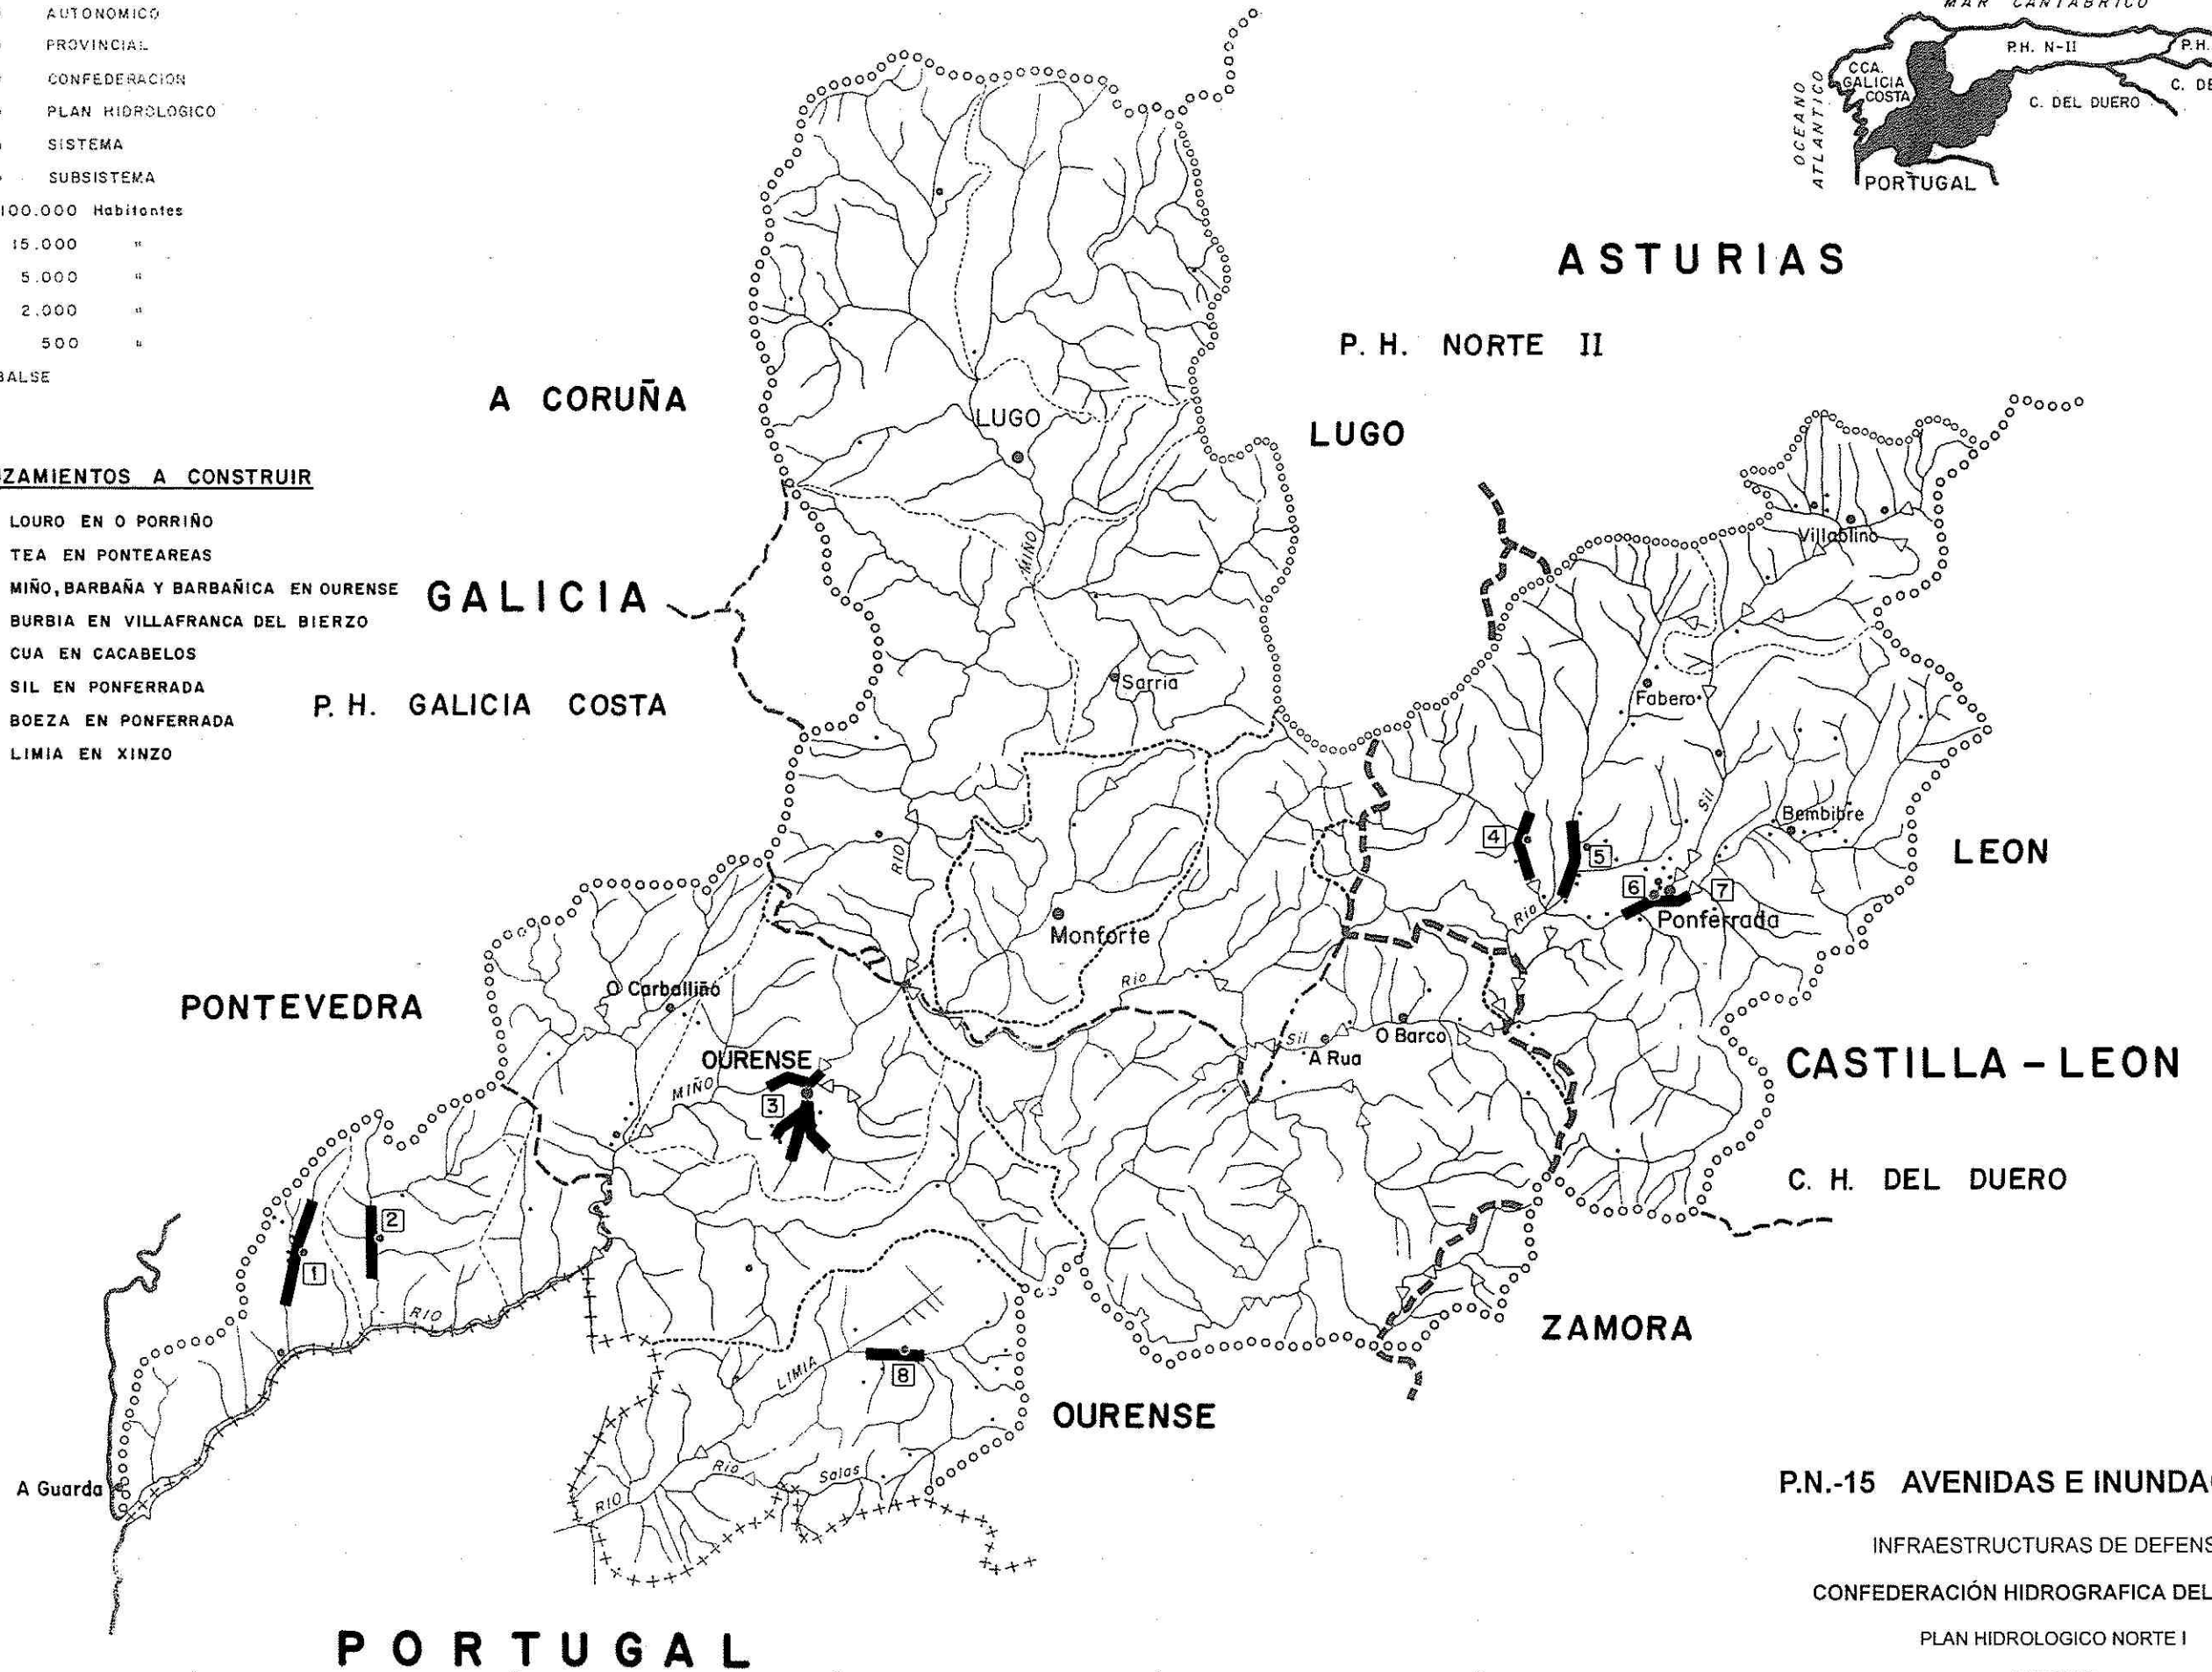 AUTONOMICO
PROVINCIAL
CONFEDERACION
PLAN HIDROLOGICO
SISTEMA
SUBSISTEMA
100.000 Habitantes
15.000 "
5.000 "
2.000 "
500 "
BALSE
ZAMIENTOS A CONSTRUIR
LOURO EN O PORRIÑO
TEA EN PONTEAREAS
MIÑO, BARBAÑA Y BARBAÑICA EN OURENSE
BURBIA EN VILLAFRANCA DEL BIERZO
CUA EN CACABELOS
SIL EN PONFERRADA
BOEZA EN PONFERRADA
LIMIA EN XINZO
MAR CANTABRICO
P.H. N-II
P.H.
CCA.
GALICIA
COSTA
C. DE
C. DEL DUERO
OCEANO
ATLANTICO
PORTUGAL
ASTURIAS
P. H. NORTE II
A CORUÑA
LUGO
LUGO
Villablino
MIÑO
GALICIA
Sarria
Fabero
P. H. GALICIA COSTA
Sil
Bembibre
4
5
LEON
RIO
6
7
Rio
Ponferrada
Monforte
Rio
O Carballiño
PONTEVEDRA
OURENSE
Sil
A Rua
O Barco
CASTILLA - LEON
MIÑO
3
C. H. DEL DUERO
2
1
RIO
ZAMORA
LIMIA
8
OURENSE
Rio
Salas
RIO
A Guarda
PORTUGAL
P.N.-15 AVENIDAS E INUNDA
INFRAESTRUCTURAS DE DEFENS
CONFEDERACIÓN HIDROGRAFICA DEL
PLAN HIDROLOGICO NORTE I